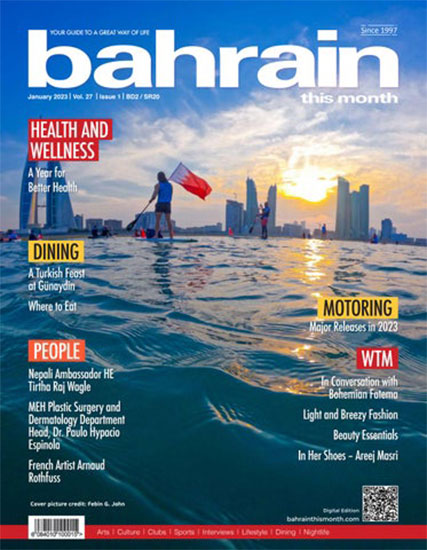 YOUR GUIDE TO A GREAT WAY OF LIFE
Since 1997
bahrain
this month
January 2023 | Vol. 27 | Issue 1 | BD2 / SR20
HEALTH AND
WELLNESS
A Year for
Better Health
DINING
A Turkish Feast
at Günaydin
Where to Eat
MOTORING
Major Releases in 2023
PEOPLE
Nepali Ambassador HE
Tirtha Raj Wagle
MEH Plastic Surgery and
Dermatology Department
Head, Dr. Paulo Hypacio
Espinola
French Artist Arnaud
Rothfuss
WTM
In Conversation with
Bohemian Fatema
Light and Breezy Fashion
Beauty Essentials
In Her Shoes – Areej Masri
Cover picture credit: Febin G. John
Digital Edition:
bahrainthismonth.com
Arts | Culture | Clubs | Sports | Interviews | Lifestyle | Dining | Nightlife